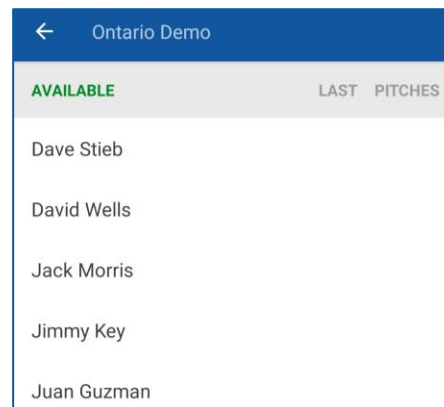 Ontario Demo
AVAILABLE LAST PITCHES
Dave Stieb
David Wells
Jack Morris
Jimmy Key
Juan Guzman